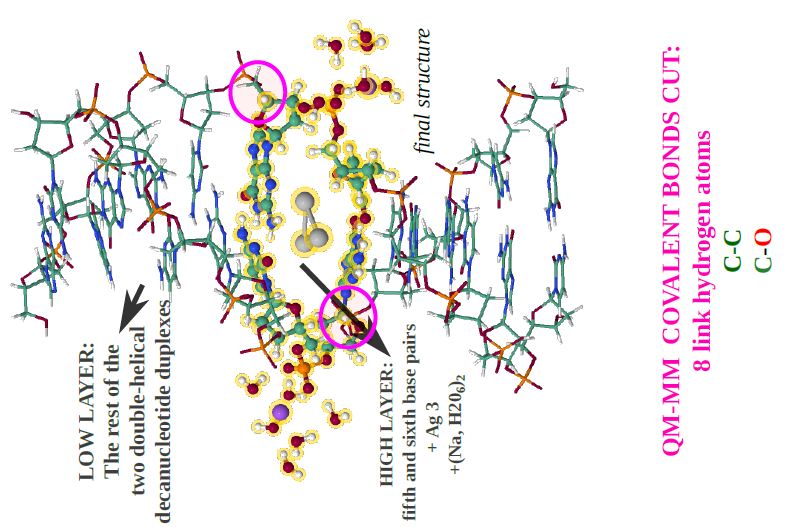 LOW LAYER:
The rest of the
two double-helical
decanucleotide duplexes
HIGH LAYER:
fifth and sixth base pairs
+ Ag 3
+(Na, H206)2
final structure
QM-MM COVALENT BONDS CUT:
8 link hydrogen atoms
C-C
C-O